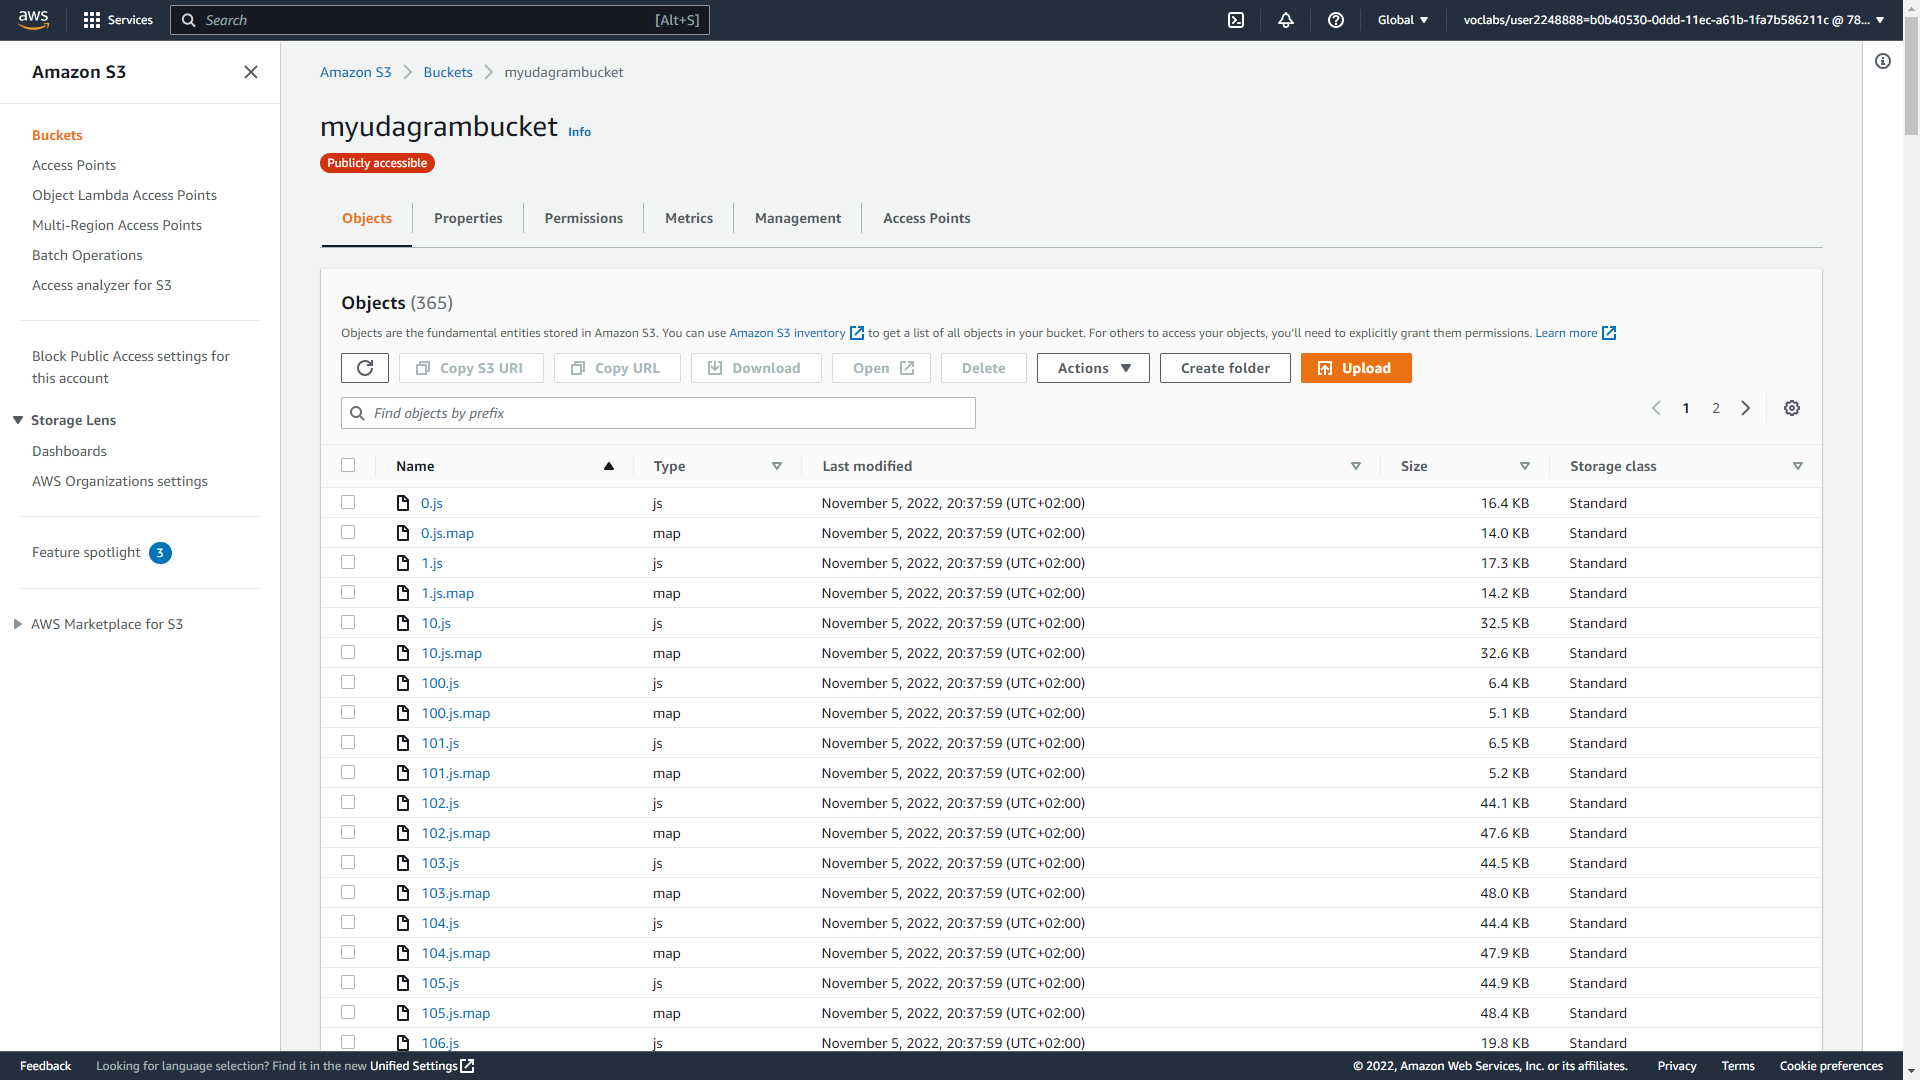 aws
Services
Search
[Alt+S]
Global
voclabs/user2248888=b0b40530-0ddd-11ec-a61b-1fa7b586211c @ 78...
Amazon S3
Buckets
Access Points
Object Lambda Access Points
Multi-Region Access Points
Batch Operations
Access analyzer for S3
Block Public Access settings for
this account
Storage Lens
Dashboards
AWS Organizations settings
Feature spotlight 3
AWS Marketplace for S3
Amazon S3 Buckets myudagrambucket
myudagrambucket Info
Publicly accessible
Objects Properties Permissions Metrics Management Access Points
Objects (365)
Objects are the fundamental entities stored in Amazon S3. You can use Amazon S3 inventory to get a list of all objects in your bucket. For others to access your objects, you'll need to explicitly grant them permissions. Learn more
Copy S3 URI Copy URL Download Open Delete Actions Create folder Upload
Find objects by prefix
1 2
Name Type Last modified Size Storage class
0.js js November 5, 2022, 20:37:59 (UTC+02:00) 16.4 KB Standard
0.js.map map November 5, 2022, 20:37:59 (UTC+02:00) 14.0 KB Standard
1.js js November 5, 2022, 20:37:59 (UTC+02:00) 17.3 KB Standard
1.js.map map November 5, 2022, 20:37:59 (UTC+02:00) 14.2 KB Standard
10.js js November 5, 2022, 20:37:59 (UTC+02:00) 32.5 KB Standard
10.js.map map November 5, 2022, 20:37:59 (UTC+02:00) 32.6 KB Standard
100.js js November 5, 2022, 20:37:59 (UTC+02:00) 6.4 KB Standard
100.js.map map November 5, 2022, 20:37:59 (UTC+02:00) 5.1 KB Standard
101.js js November 5, 2022, 20:37:59 (UTC+02:00) 6.5 KB Standard
101.js.map map November 5, 2022, 20:37:59 (UTC+02:00) 5.2 KB Standard
102.js js November 5, 2022, 20:37:59 (UTC+02:00) 44.1 KB Standard
102.js.map map November 5, 2022, 20:37:59 (UTC+02:00) 47.6 KB Standard
103.js js November 5, 2022, 20:37:59 (UTC+02:00) 44.5 KB Standard
103.js.map map November 5, 2022, 20:37:59 (UTC+02:00) 48.0 KB Standard
104.js js November 5, 2022, 20:37:59 (UTC+02:00) 44.4 KB Standard
104.js.map map November 5, 2022, 20:37:59 (UTC+02:00) 47.9 KB Standard
105.js js November 5, 2022, 20:37:59 (UTC+02:00) 44.9 KB Standard
105.js.map map November 5, 2022, 20:37:59 (UTC+02:00) 48.4 KB Standard
106.js js November 5, 2022, 20:37:59 (UTC+02:00) 19.8 KB Standard
Feedback Looking for language selection? Find it in the new Unified Settings © 2022, Amazon Web Services, Inc. or its affiliates. Privacy Terms Cookie preferences